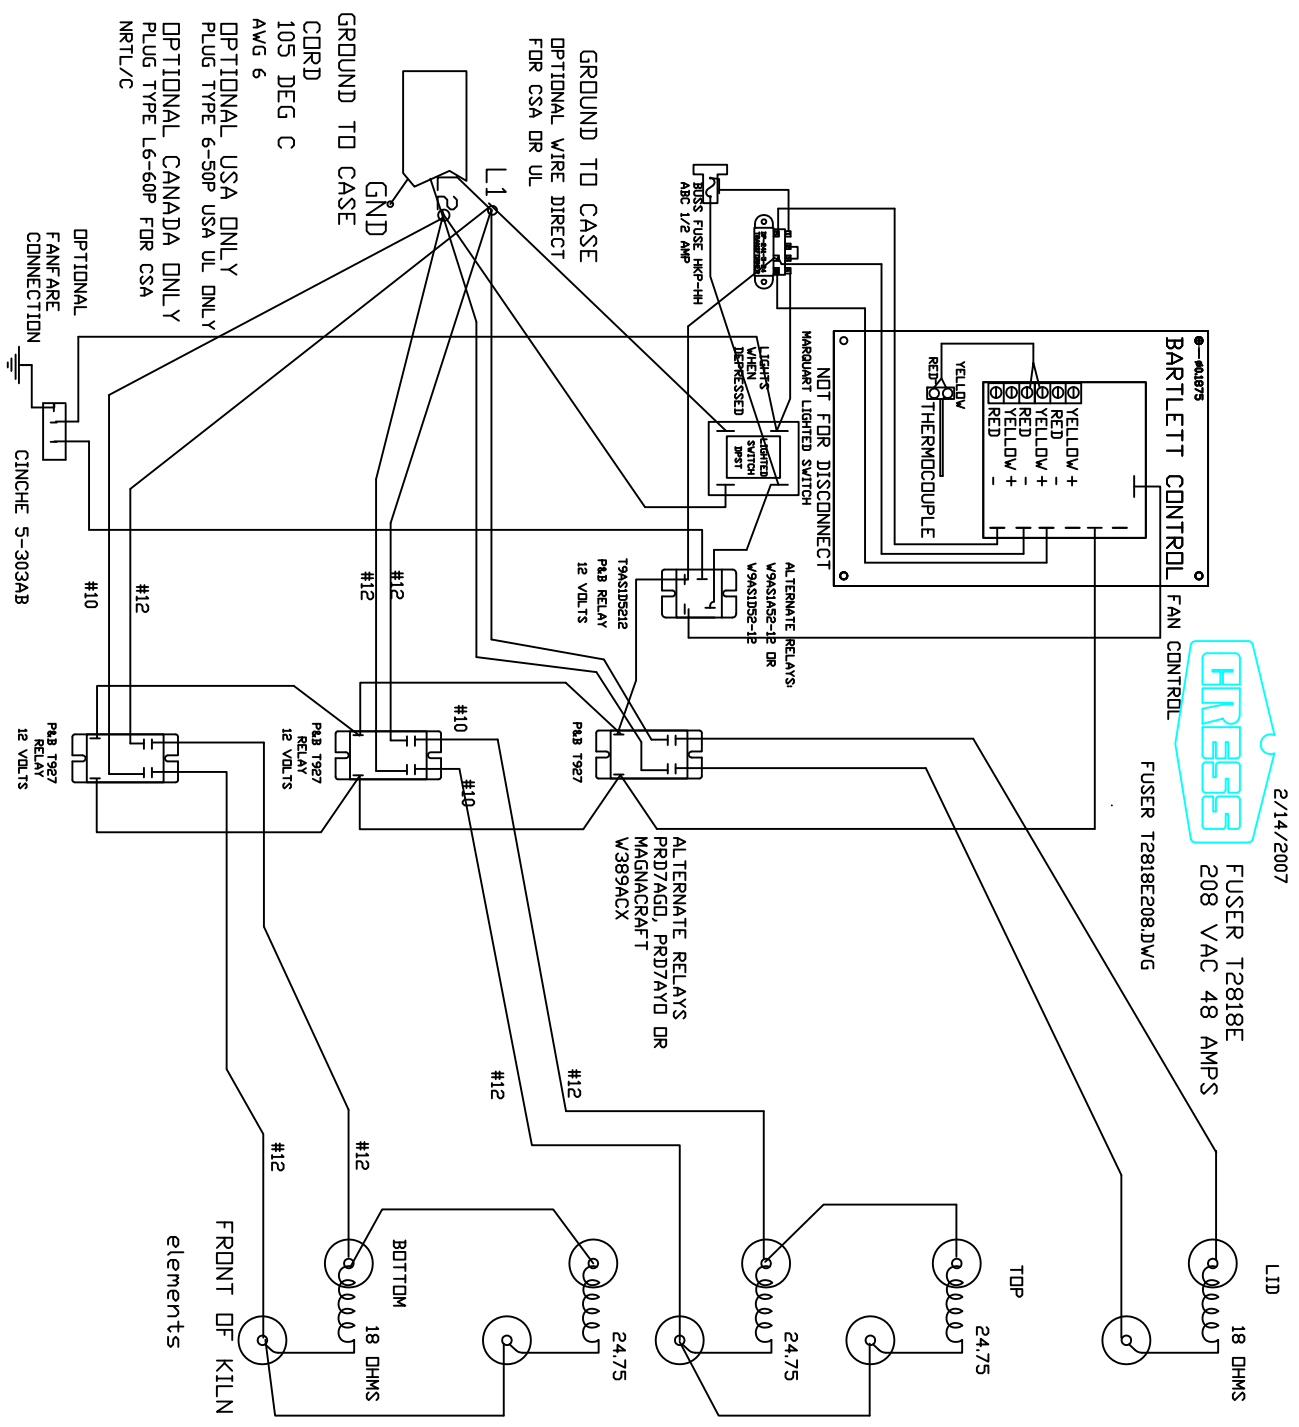 2/14/2007
CRESS
FUSER T2818E
208 VAC 48 AMPS
FUSER T2818E208.DWG
FAN CONTROL
ø0.1875
BARTLETT CONTROL
YELLOW +
RED -
YELLOW +
RED -
YELLOW +
RED -
YELLOW
RED
THERMOCOUPLE
NOT FOR DISCONNECT
MARQUART LIGHTED SWITCH
LIGHTS
WHEN
DEPRESSED
LIGHTED
SWITCH
DPST
BUSS FUSE HKP-HH
ABC 1/2 AMP
ALTERNATE RELAYS:
W9AS1A52-12 OR
W9AS1D52-12
T9AS1D5212
P&B RELAY
12 VOLTS
GROUND TO CASE
OPTIONAL WIRE DIRECT
FOR CSA OR UL
L1
L2
GND
GROUND TO CASE
CORD
105 DEG C
AWG 6
OPTIONAL USA ONLY
PLUG TYPE 6-50P USA UL ONLY
OPTIONAL CANADA ONLY
PLUG TYPE L6-60P FOR CSA
NRTL/C
OPTIONAL
FANFARE
CONNECTION
CINCHE 5-303AB
#12
#12
#12
#10
P&B T927
ALTERNATE RELAYS
PRD7AGO, PRD7AYO OR
MAGNACRAFT
W389ACX
#10
#10
P&B T927
RELAY
12 VOLTS
P&B T927
RELAY
12 VOLTS
#12
#12
#12
#12
LID
18 OHMS
TOP
24.75
24.75
24.75
BOTTOM
18 OHMS
FRONT OF KILN
elements